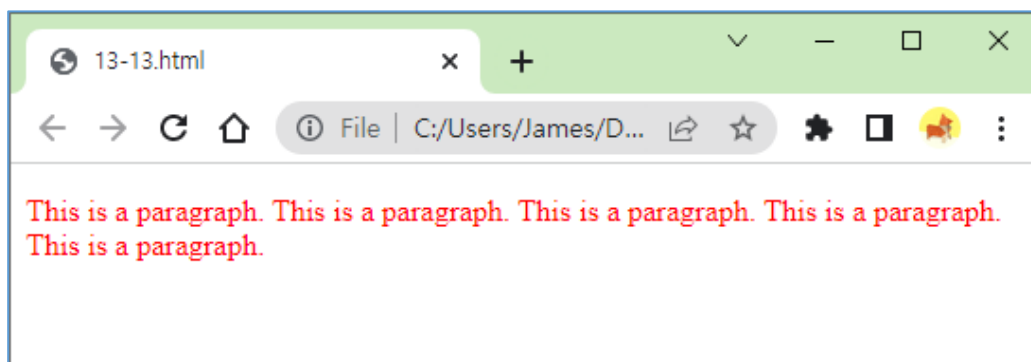 13-13.html
File C:/Users/James/D...
This is a paragraph. This is a paragraph. This is a paragraph. This is a paragraph.
This is a paragraph.